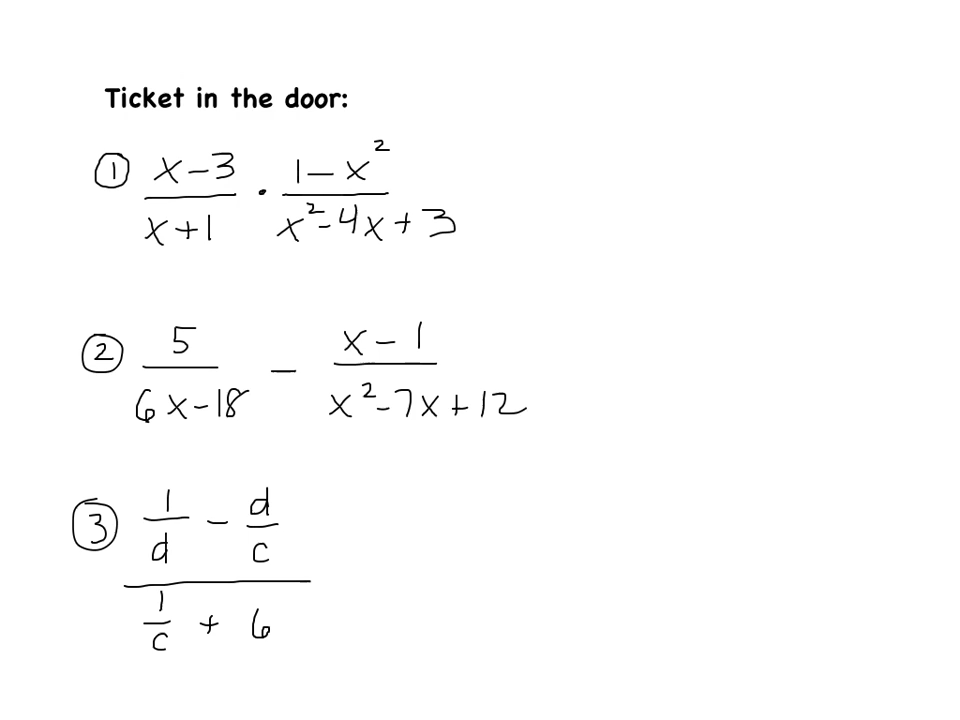 Ticket in the door:
① x-3 / x+1 · 1-x² / x²-4x+3
② 5 / 6x-18 - x-1 / x²-7x+12
③ 1/d - d/c
1/c + 6